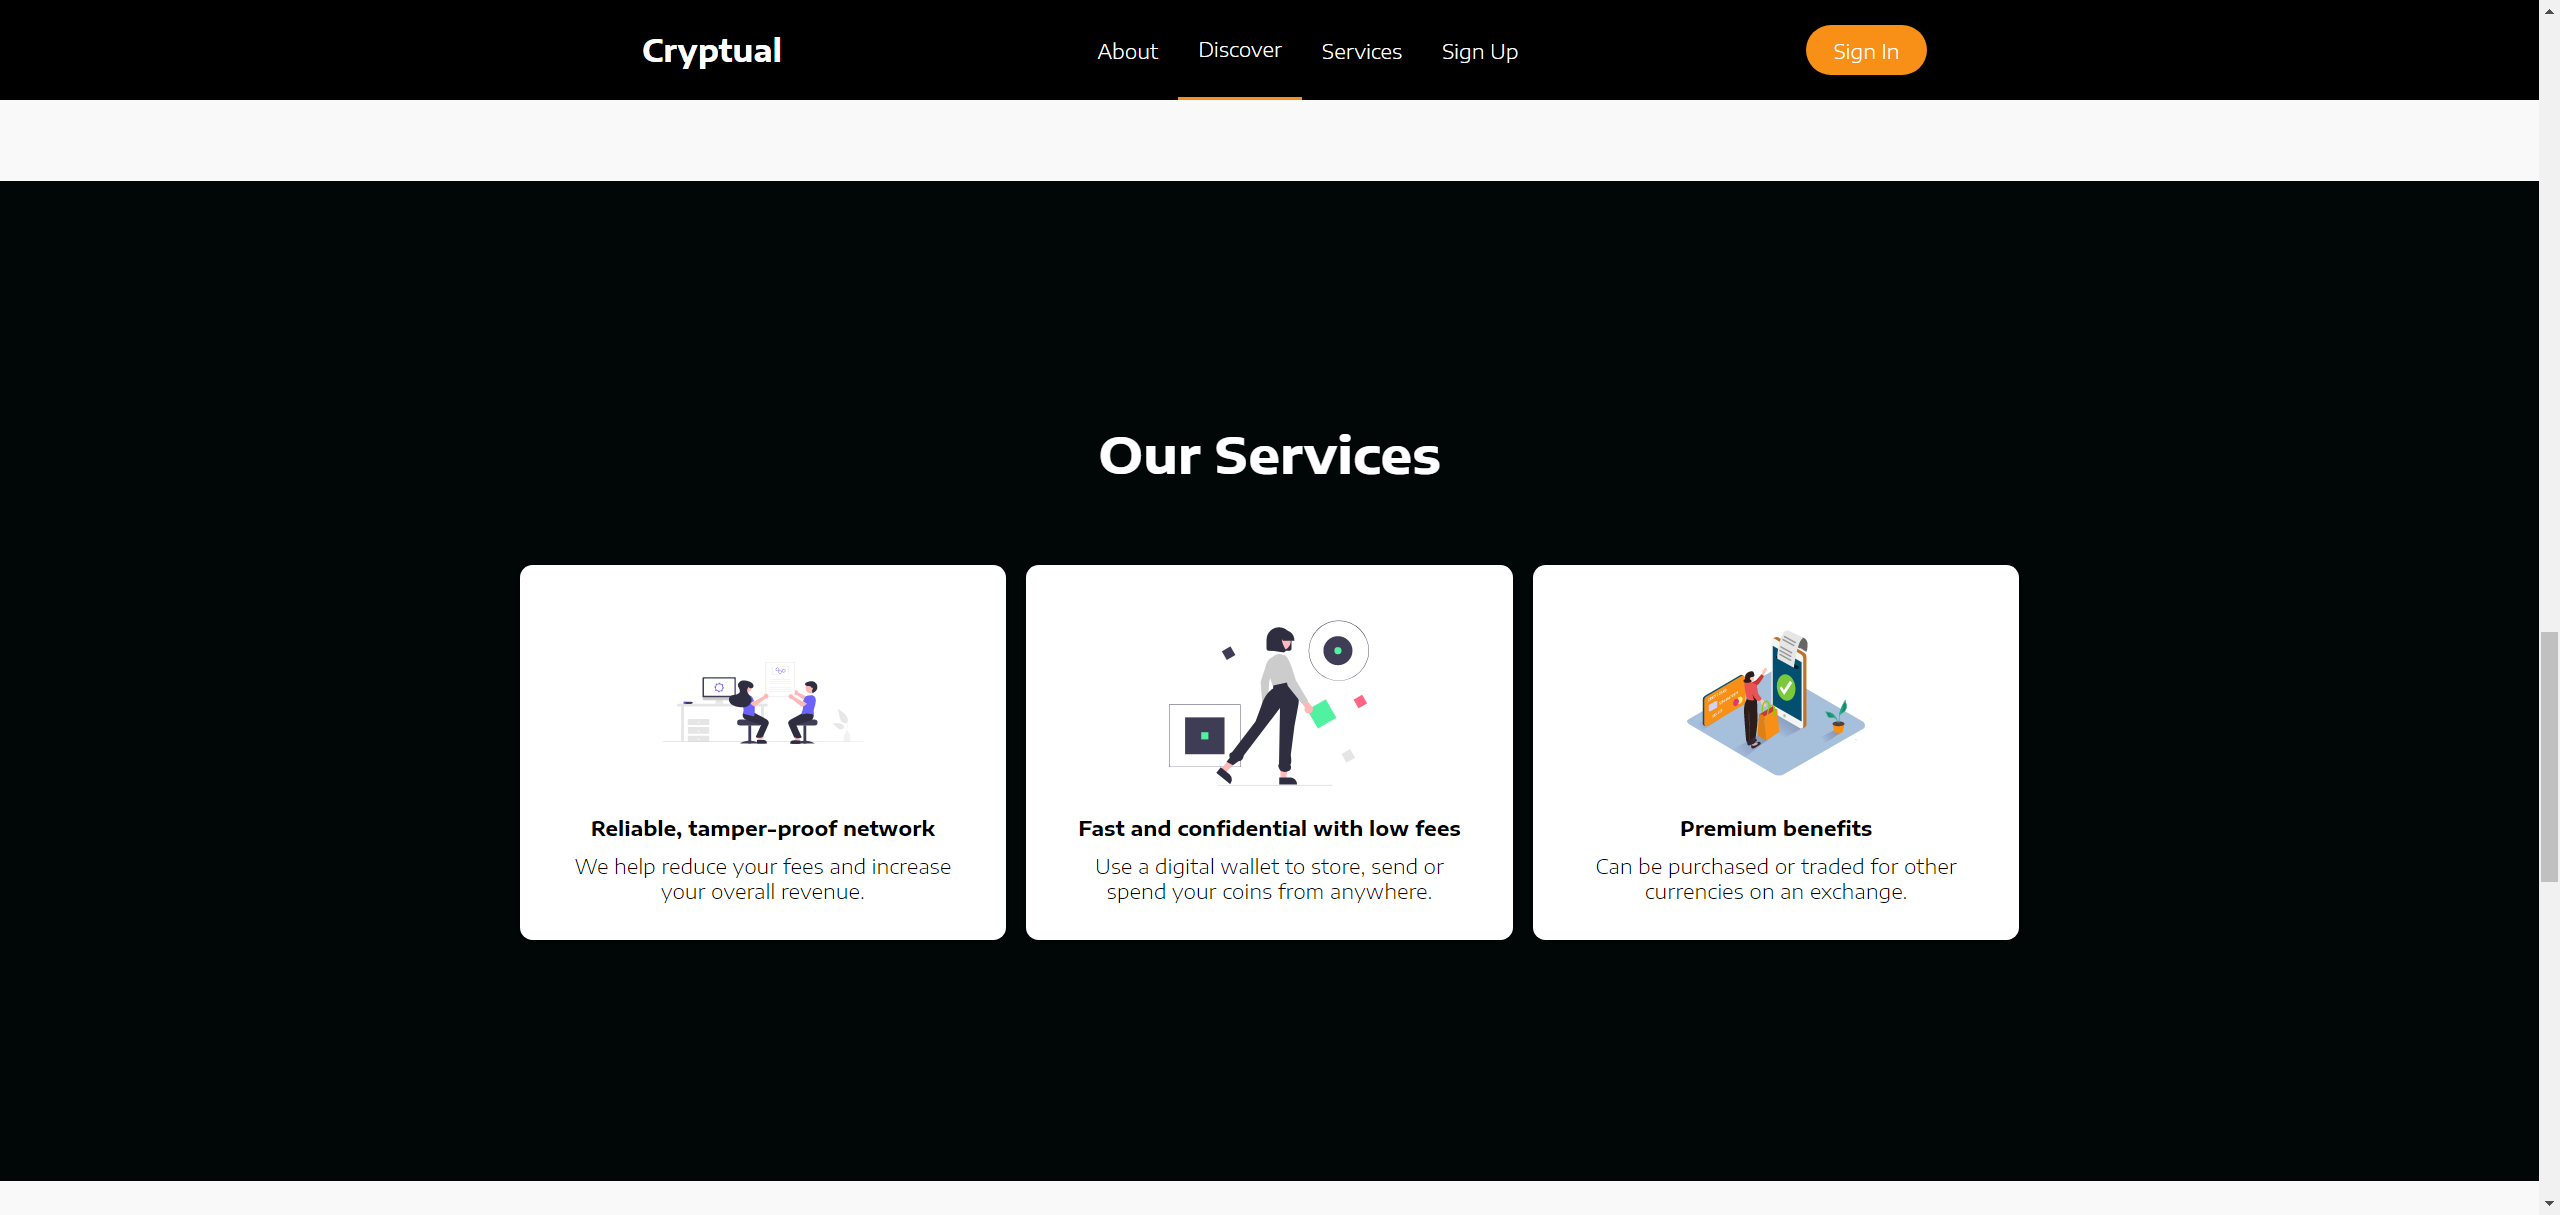 Cryptual
About
Discover
Services
Sign Up
Sign In
Our Services
Reliable, tamper-proof network
We help reduce your fees and increase
your overall revenue.
Fast and confidential with low fees
Use a digital wallet to store, send or
spend your coins from anywhere.
Premium benefits
Can be purchased or traded for other
currencies on an exchange.